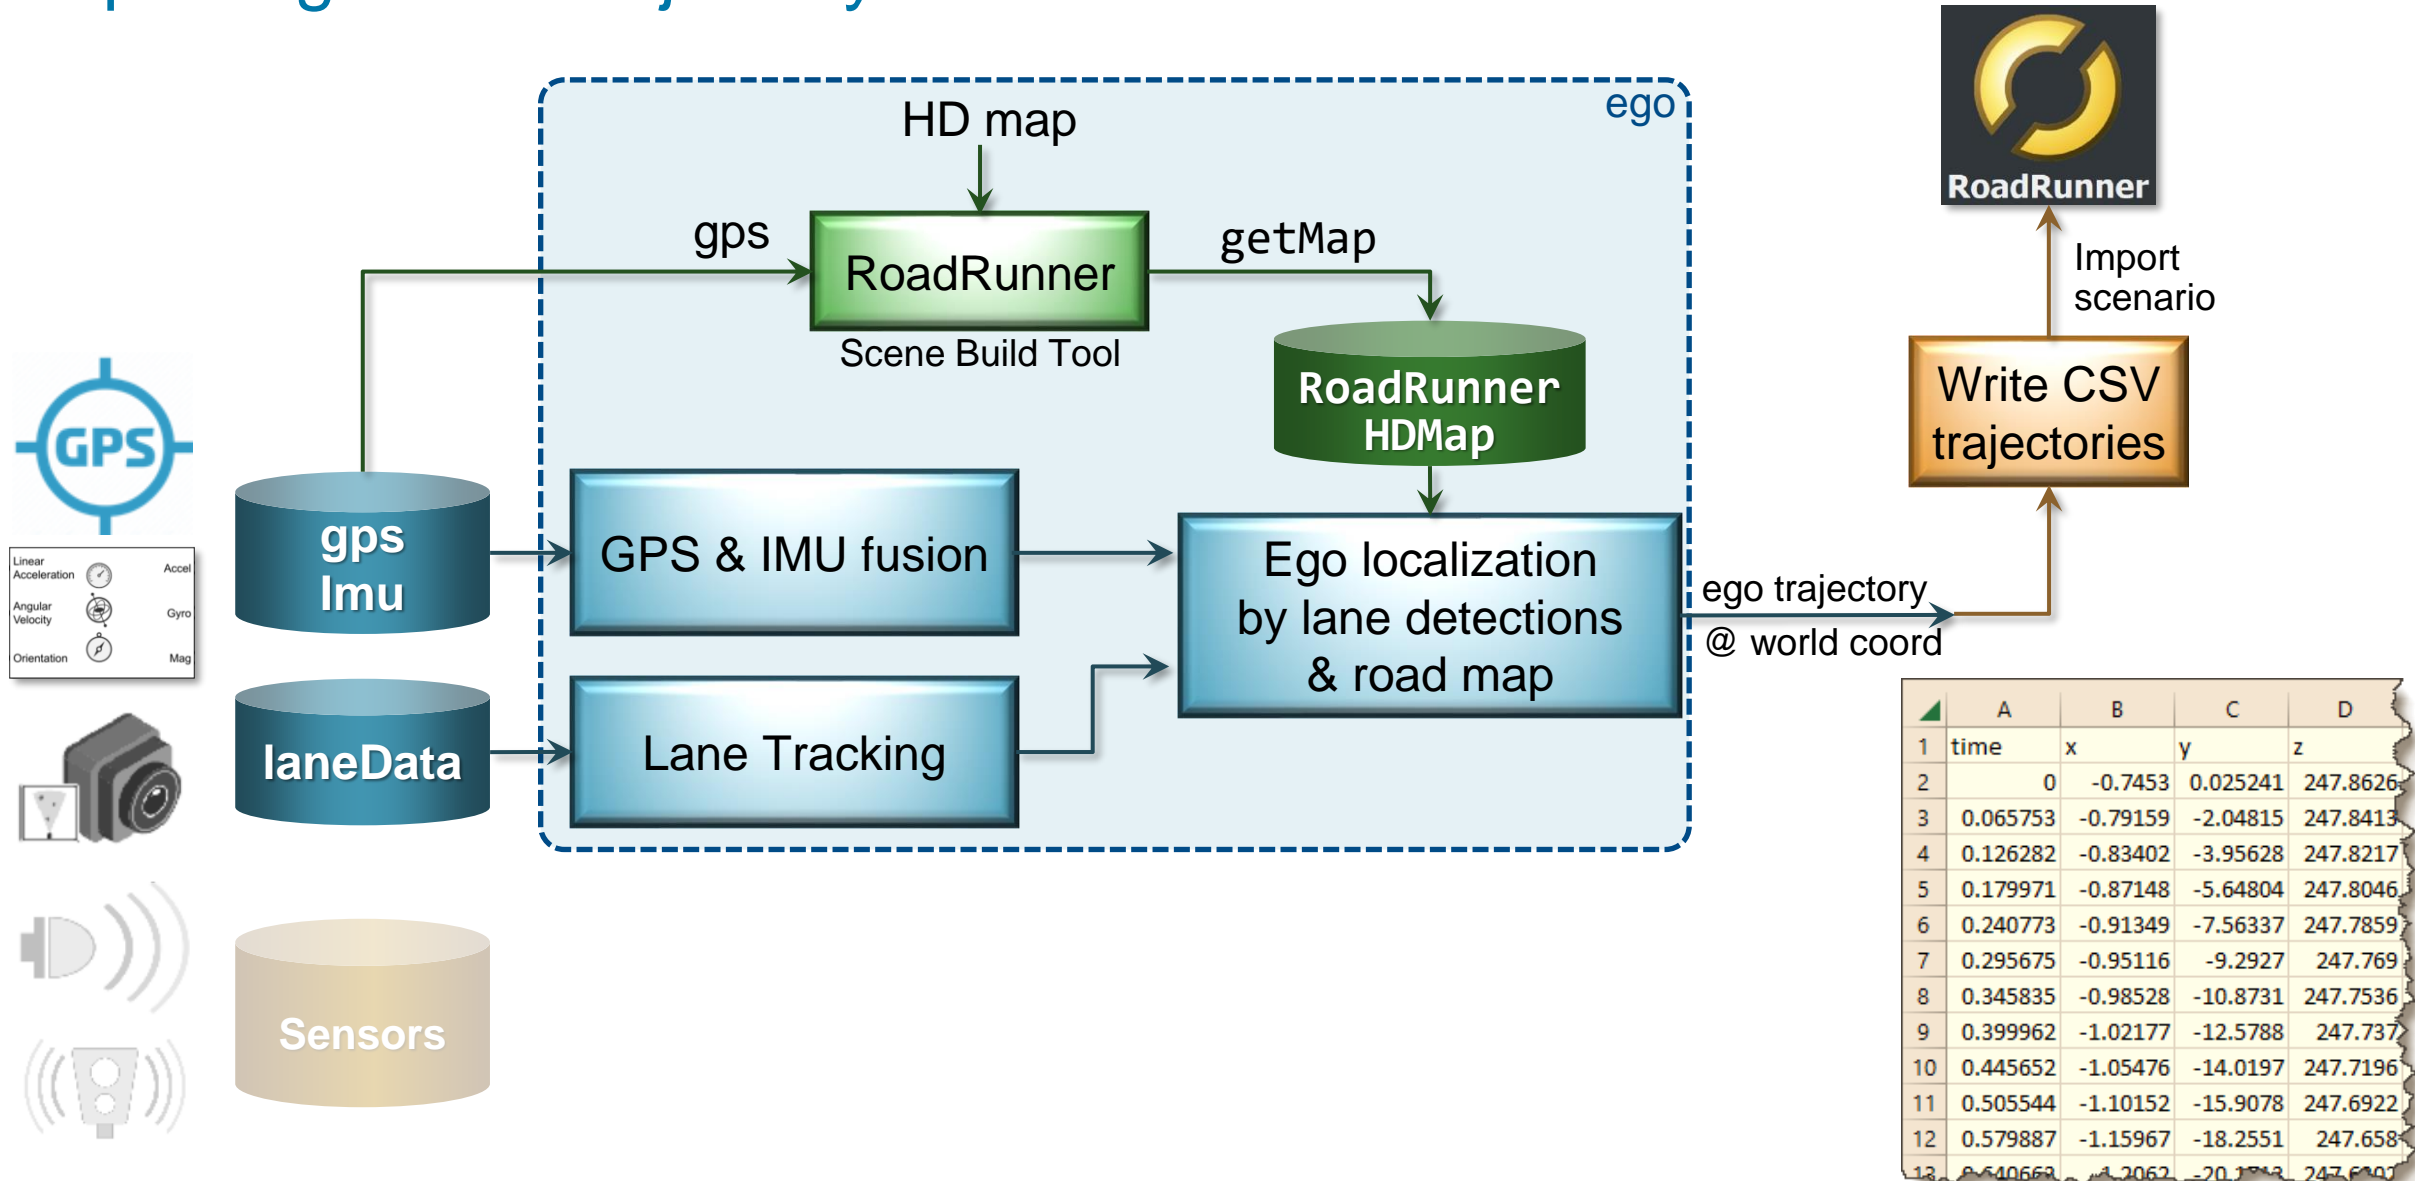 HD map
ego
RoadRunner
gps
getMap
RoadRunner
Scene Build Tool
Import
scenario
RoadRunner
HDMap
Write CSV
trajectories
GPS
gps
Imu
GPS & IMU fusion
Ego localization
by lane detections
& road map
ego trajectory
@ world coord
Linear
Acceleration
Accel
Angular
Velocity
Gyro
Orientation
Mag
laneData
Lane Tracking
Sensors
A B C D
1 time x y z
2 0 -0.7453 0.025241 247.8626
3 0.065753 -0.79159 -2.04815 247.8413
4 0.126282 -0.83402 -3.95628 247.8217
5 0.179971 -0.87148 -5.64804 247.8046
6 0.240773 -0.91349 -7.56337 247.7859
7 0.295675 -0.95116 -9.2927 247.769
8 0.345835 -0.98528 -10.8731 247.7536
9 0.399962 -1.02177 -12.5788 247.737
10 0.445652 -1.05476 -14.0197 247.7196
11 0.505544 -1.10152 -15.9078 247.6922
12 0.579887 -1.15967 -18.2551 247.658